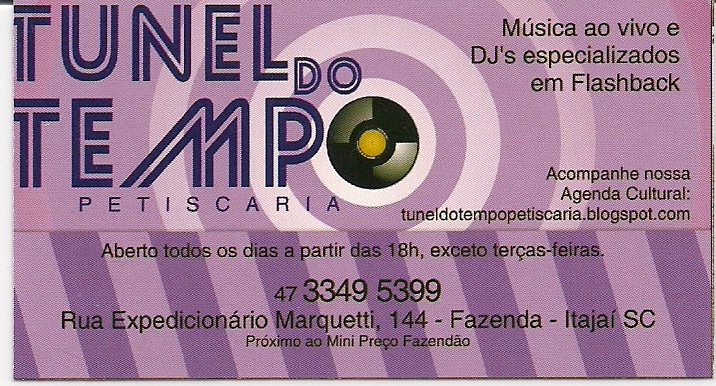 TUNEL DO
TEMPO
PETISCARIA
Música ao vivo e
DJ's especializados
em Flashback
Acompanhe nossa
Agenda Cultural:
tuneldotempopetiscaria.blogspot.com
Aberto todos os dias a partir das 18h, exceto terças-feiras.
47 3349 5399
Rua Expedicionário Marquetti, 144 - Fazenda - Itajaí SC
Próximo ao Mini Preço Fazendão